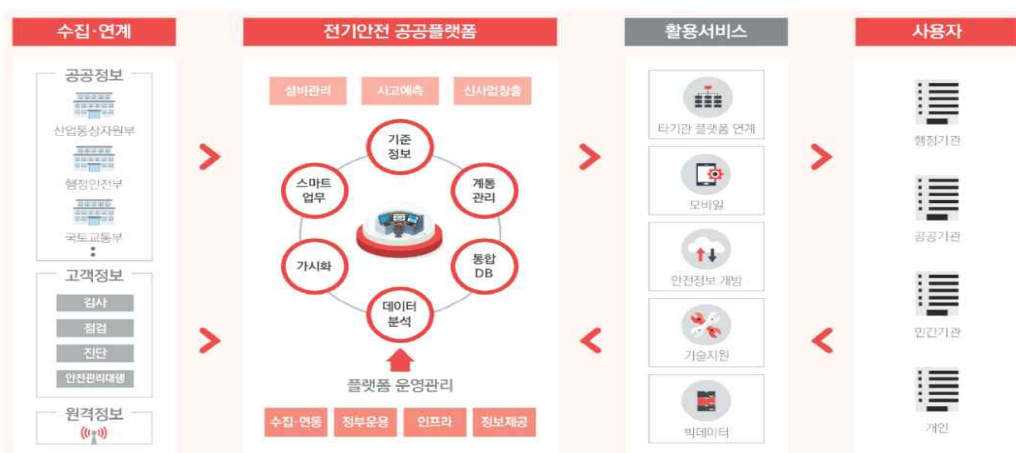 수집·연계
공공정보
산업통상자원부
행정안전부
국토교통부
고객정보
검사
점검
진단
안전관리대행
원격정보
전기안전 공공플랫폼
설비관리 사고예측 신사업창출
기준
정보
스마트
업무
계통
관리
가시화
통합
DB
데이터
분석
플랫폼 운영관리
수집·연동 정부운용 인프라 정보제공
활용서비스
타기관 플랫폼 연계
모바일
안전정보 개방
기술지원
빅데이터
사용자
행정기관
공공기관
민간기관
개인